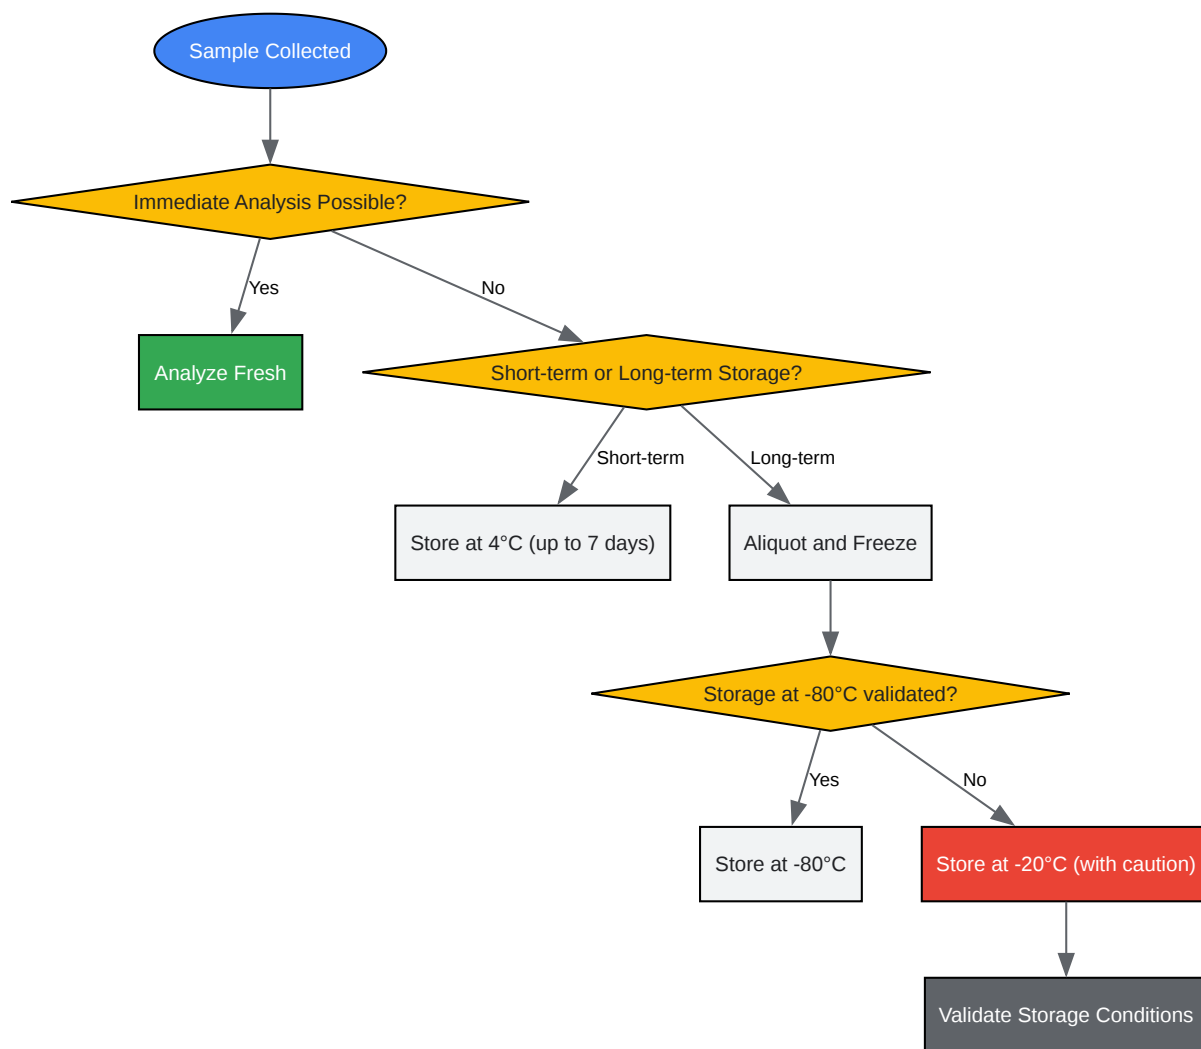 Sample Collected
Immediate Analysis Possible?
Yes
No
Analyze Fresh
Short-term or Long-term Storage?
Short-term
Long-term
Store at 4°C (up to 7 days)
Aliquot and Freeze
Storage at -80°C validated?
Yes
No
Store at -80°C
Store at -20°C (with caution)
Validate Storage Conditions